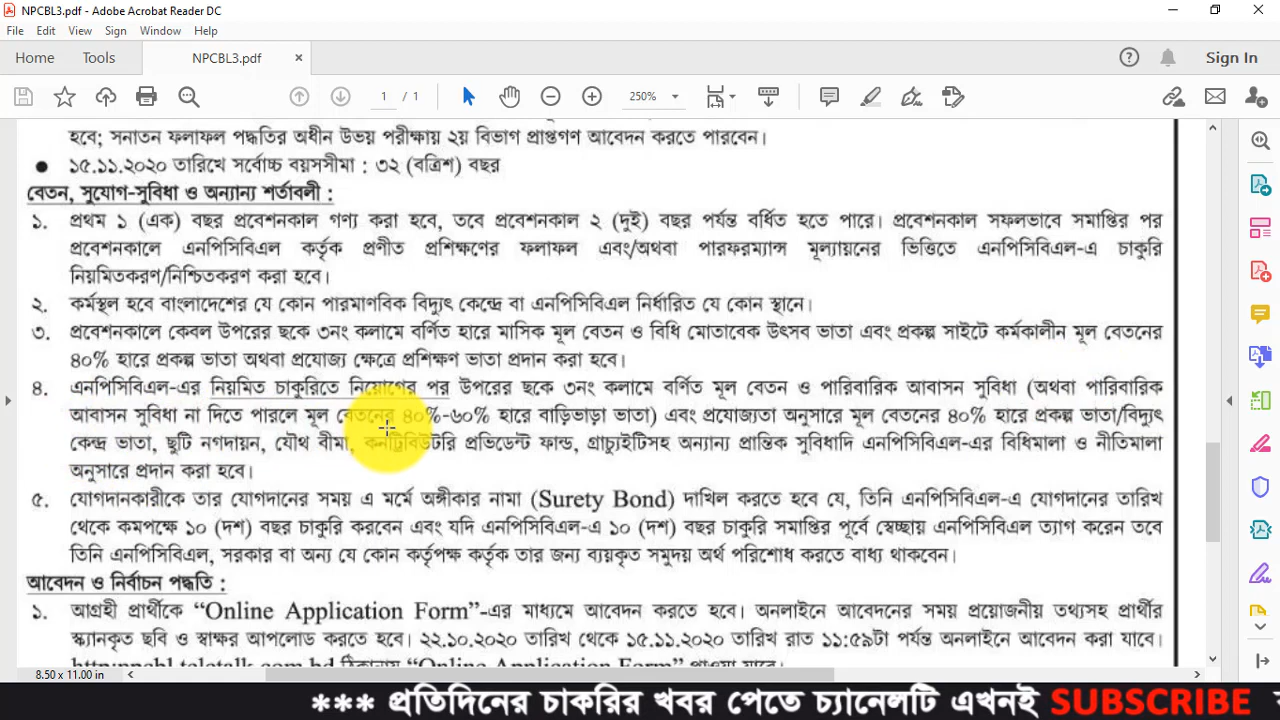 NPCBL3.pdf - Adobe Acrobat Reader DC
File Edit View Sign Window Help
Home Tools NPCBL3.pdf × Sign In
1 / 1 250%
হবে; সনাতন ফলাফল পদ্ধতির অধীন উভয় পরীক্ষায় ২য় বিভাগ প্রাপ্তগণ আবেদন করতে পারবেন।
● ১৫.১১.২০২০ তারিখে সর্বোচ্চ বয়সসীমা : ৩২ (বত্রিশ) বছর
বেতন, সুযোগ-সুবিধা ও অন্যান্য শর্তাবলী :
১. প্রথম ১ (এক) বছর প্রবেশনকাল গণ্য করা হবে, তবে প্রবেশনকাল ২ (দুই) বছর পর্যন্ত বর্ধিত হতে পারে। প্রবেশনকাল সফলভাবে সমাপ্তির পর
প্রবেশনকালে এনপিসিবিএল কর্তৃক প্রণীত প্রশিক্ষণের ফলাফল এবং/অথবা পারফরম্যান্স মূল্যায়নের ভিত্তিতে এনপিসিবিএল-এ চাকুরি
নিয়মিতকরণ/নিশ্চিতকরণ করা হবে।
২. কর্মস্থল হবে বাংলাদেশের যে কোন পারমাণবিক বিদ্যুৎ কেন্দ্রে বা এনপিসিবিএল নির্ধারিত যে কোন স্থানে।
৩. প্রবেশনকালে কেবল উপরের ছকে ৩নং কলামে বর্ণিত হারে মাসিক মূল বেতন ও বিধি মোতাবেক উৎসব ভাতা এবং প্রকল্প সাইটে কর্মকালীন মূল বেতনের
৪০% হারে প্রকল্প ভাতা অথবা প্রযোজ্য ক্ষেত্রে প্রশিক্ষণ ভাতা প্রদান করা হবে।
৪. এনপিসিবিএল-এর নিয়মিত চাকুরিতে নিয়োগের পর উপরের ছকে ৩নং কলামে বর্ণিত মূল বেতন ও পারিবারিক আবাসন সুবিধা (অথবা পারিবারিক
আবাসন সুবিধা না দিতে পারলে মূল বেতনের ৪০%-৬০% হারে বাড়িভাড়া ভাতা) এবং প্রযোজ্যতা অনুসারে মূল বেতনের ৪০% হারে প্রকল্প ভাতা/বিদ্যুৎ
কেন্দ্র ভাতা, ছুটি নগদায়ন, যৌথ বীমা, কনট্রিবিউটরি প্রভিডেন্ট ফান্ড, গ্রাচ্যুইটিসহ অন্যান্য প্রান্তিক সুবিধাদি এনপিসিবিএল-এর বিধিমালা ও নীতিমালা
অনুসারে প্রদান করা হবে।
৫. যোগদানকারীকে তার যোগদানের সময় এ মর্মে অঙ্গীকার নামা (Surety Bond) দাখিল করতে হবে যে, তিনি এনপিসিবিএল-এ যোগদানের তারিখ
থেকে কমপক্ষে ১০ (দশ) বছর চাকুরি করবেন এবং যদি এনপিসিবিএল-এ ১০ (দশ) বছর চাকুরি সমাপ্তির পূর্বে স্বেচ্ছায় এনপিসিবিএল ত্যাগ করেন তবে
তিনি এনপিসিবিএল, সরকার বা অন্য যে কোন কর্তৃপক্ষ কর্তৃক তার জন্য ব্যয়কৃত সমুদয় অর্থ পরিশোধ করতে বাধ্য থাকবেন।
আবেদন ও নির্বাচন পদ্ধতি :
১. আগ্রহী প্রার্থীকে “Online Application Form”-এর মাধ্যমে আবেদন করতে হবে। অনলাইনে আবেদনের সময় প্রয়োজনীয় তথ্যসহ প্রার্থীর
স্ক্যানকৃত ছবি ও স্বাক্ষর আপলোড করতে হবে। ২২.১০.২০২০ তারিখ থেকে ১৫.১১.২০২০ তারিখ রাত ১১:৫৯টা পর্যন্ত অনলাইনে আবেদন করা যাবে।
http:npcbl.teletalk.com.bd ঠিকানায় “Online Application Form” পাওয়া যাবে।
8.50 x 11.00 in
*** প্রতিদিনের চাকরির খবর পেতে চ্যানেলটি এখনই SUBSCRIBE